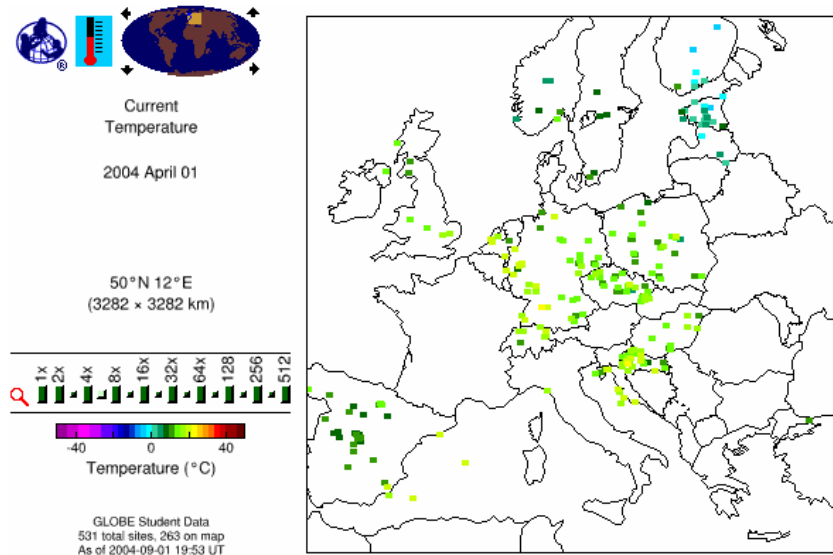 ®
Current
Temperature
2004 April 01
50°N 12°E
(3282 × 3282 km)
1x 2x 4x 8x 16x 32x 64x 128 256 512
-40 0 40
Temperature (°C)
GLOBE Student Data
531 total sites, 263 on map
As of 2004-09-01 19:53 UT